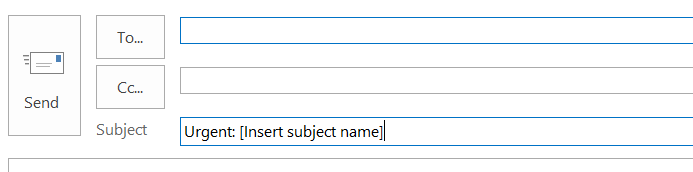 To...
Send
Cc...
Subject
Urgent: [Insert subject name]